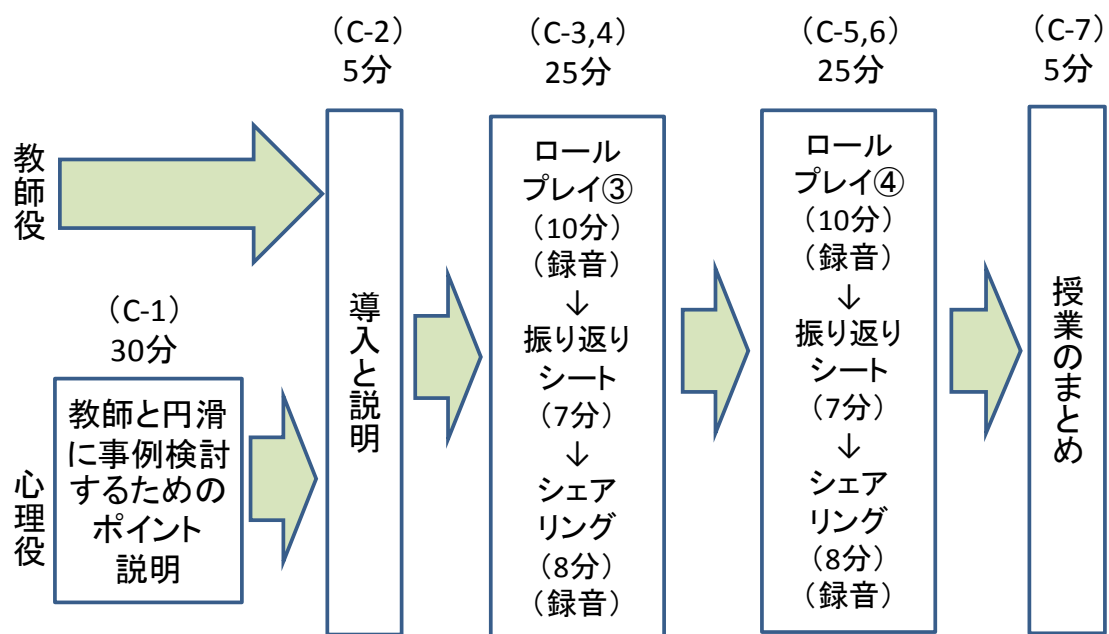 （C-2）
5分
（C-3,4）
25分
（C-5,6）
25分
（C-7）
5分
教師役
（C-1）
30分
心理役
教師と円滑
に事例検討
するための
ポイント
説明
導入と説明
ロール
プレイ③
（10分）
（録音）
↓
振り返り
シート
（7分）
↓
シェア
リング
（8分）
（録音）
ロール
プレイ④
（10分）
（録音）
↓
振り返り
シート
（7分）
↓
シェア
リング
（8分）
（録音）
授業のまとめ